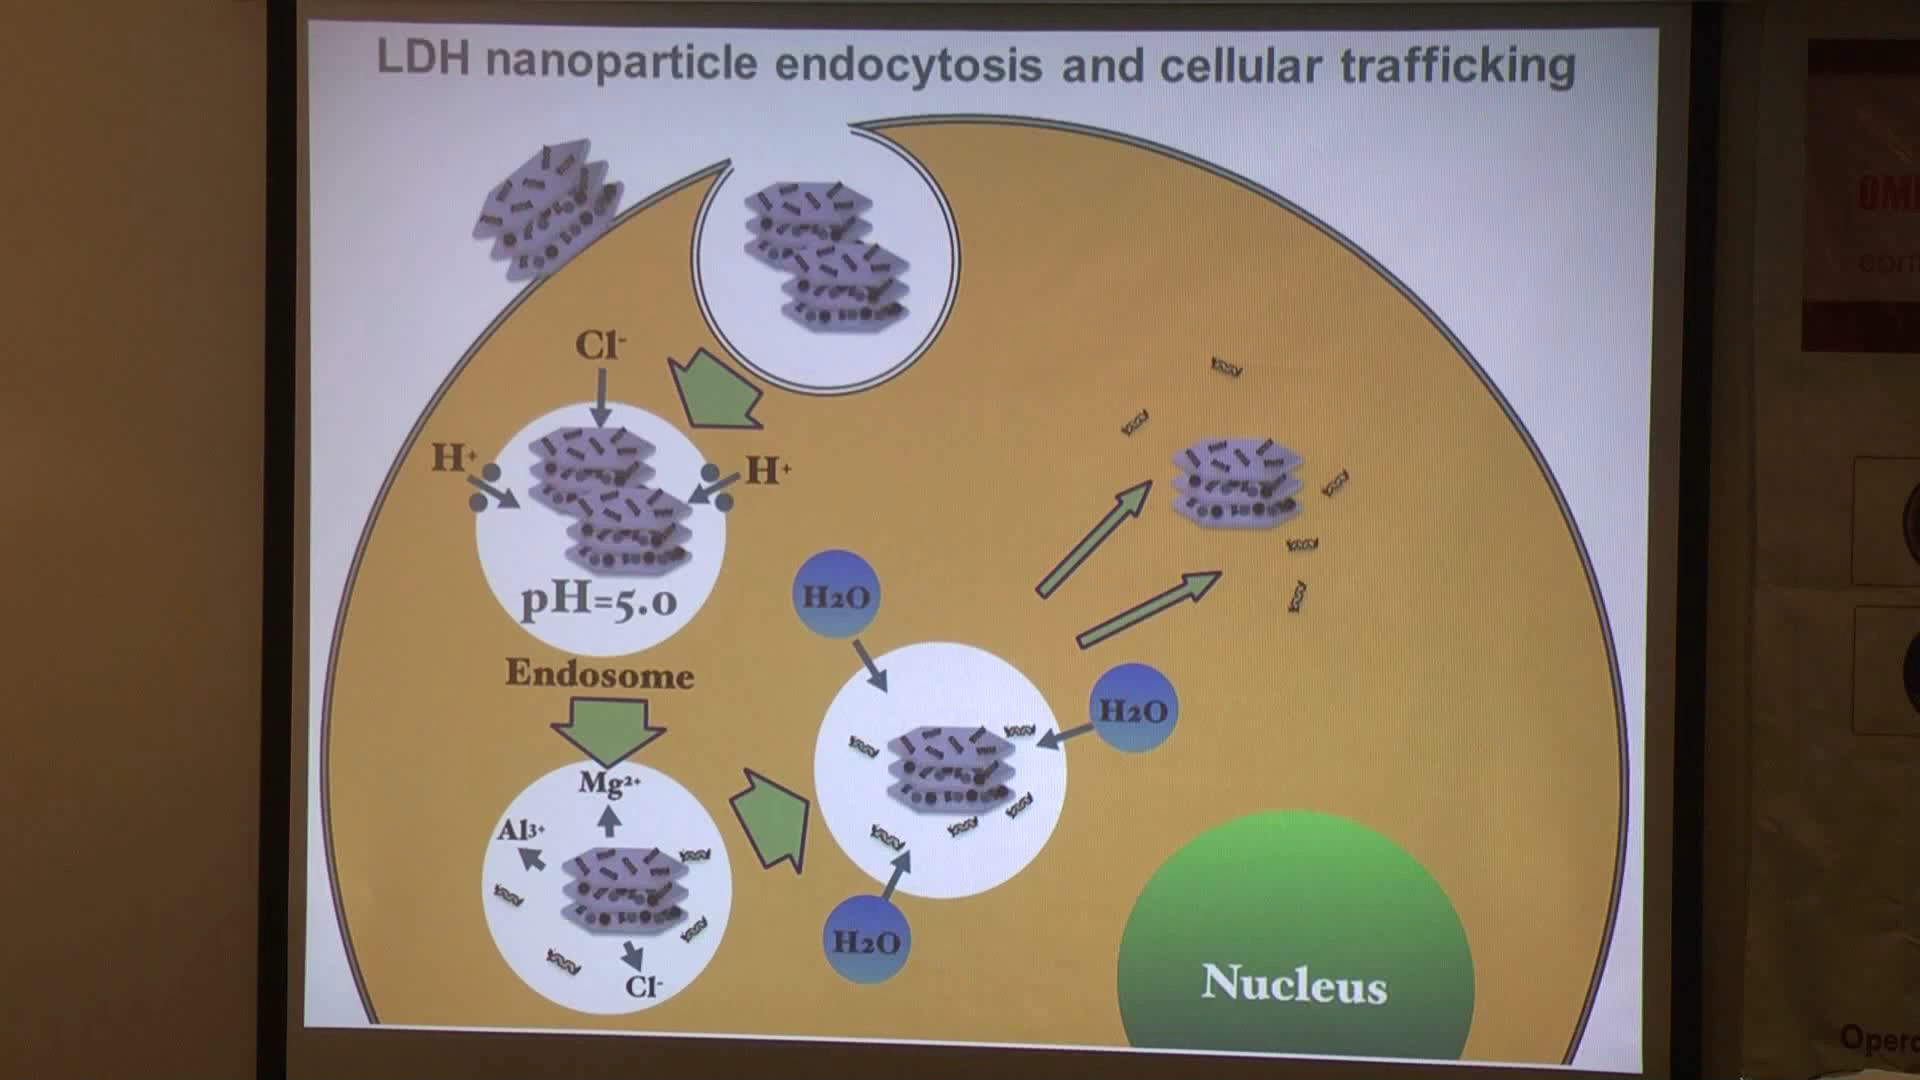 LDH nanoparticle endocytosis and cellular trafficking
Cl-
H+
H+
pH=5.0
Endosome
H2O
H2O
Mg2+
Al3+
Cl-
H2O
Nucleus